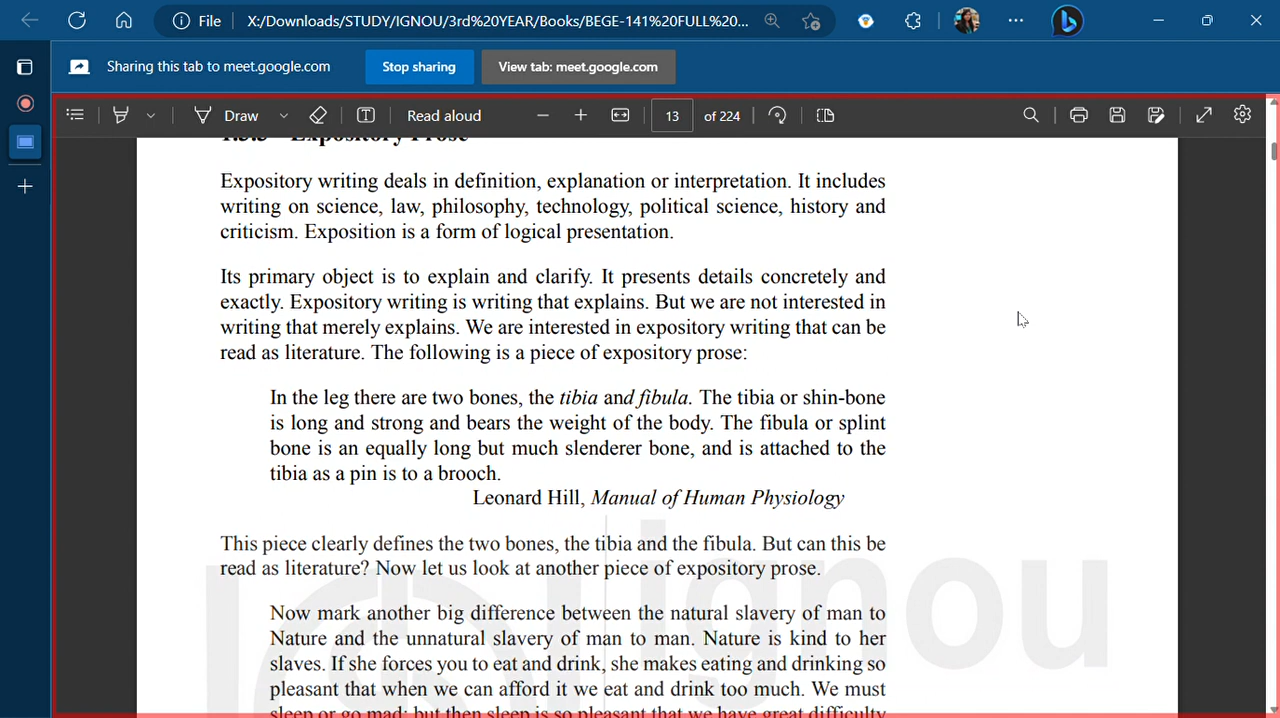 File X:/Downloads/STUDY/IGNOU/3rd%20YEAR/Books/BEGE-141%20FULL%20...
Sharing this tab to meet.google.com Stop sharing View tab: meet.google.com
Draw Read aloud 13 of 224
1.3.3 Expository Prose
Expository writing deals in definition, explanation or interpretation. It includes
writing on science, law, philosophy, technology, political science, history and
criticism. Exposition is a form of logical presentation.
Its primary object is to explain and clarify. It presents details concretely and
exactly. Expository writing is writing that explains. But we are not interested in
writing that merely explains. We are interested in expository writing that can be
read as literature. The following is a piece of expository prose:
In the leg there are two bones, the tibia and fibula. The tibia or shin-bone
is long and strong and bears the weight of the body. The fibula or splint
bone is an equally long but much slenderer bone, and is attached to the
tibia as a pin is to a brooch.
Leonard Hill, Manual of Human Physiology
This piece clearly defines the two bones, the tibia and the fibula. But can this be
read as literature? Now let us look at another piece of expository prose.
Now mark another big difference between the natural slavery of man to
Nature and the unnatural slavery of man to man. Nature is kind to her
slaves. If she forces you to eat and drink, she makes eating and drinking so
pleasant that when we can afford it we eat and drink too much. We must
sleep or go mad: but then sleep is so pleasant that we have great difficulty
ignou